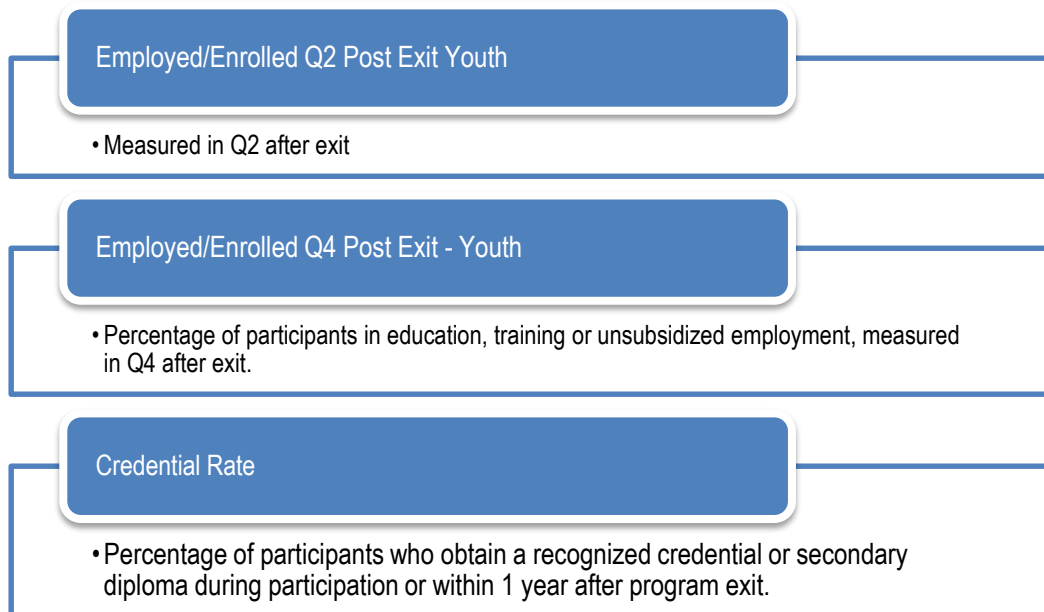 Employed/Enrolled Q2 Post Exit Youth
• Measured in Q2 after exit
Employed/Enrolled Q4 Post Exit - Youth
• Percentage of participants in education, training or unsubsidized employment, measured
in Q4 after exit.
Credential Rate
• Percentage of participants who obtain a recognized credential or secondary
diploma during participation or within 1 year after program exit.